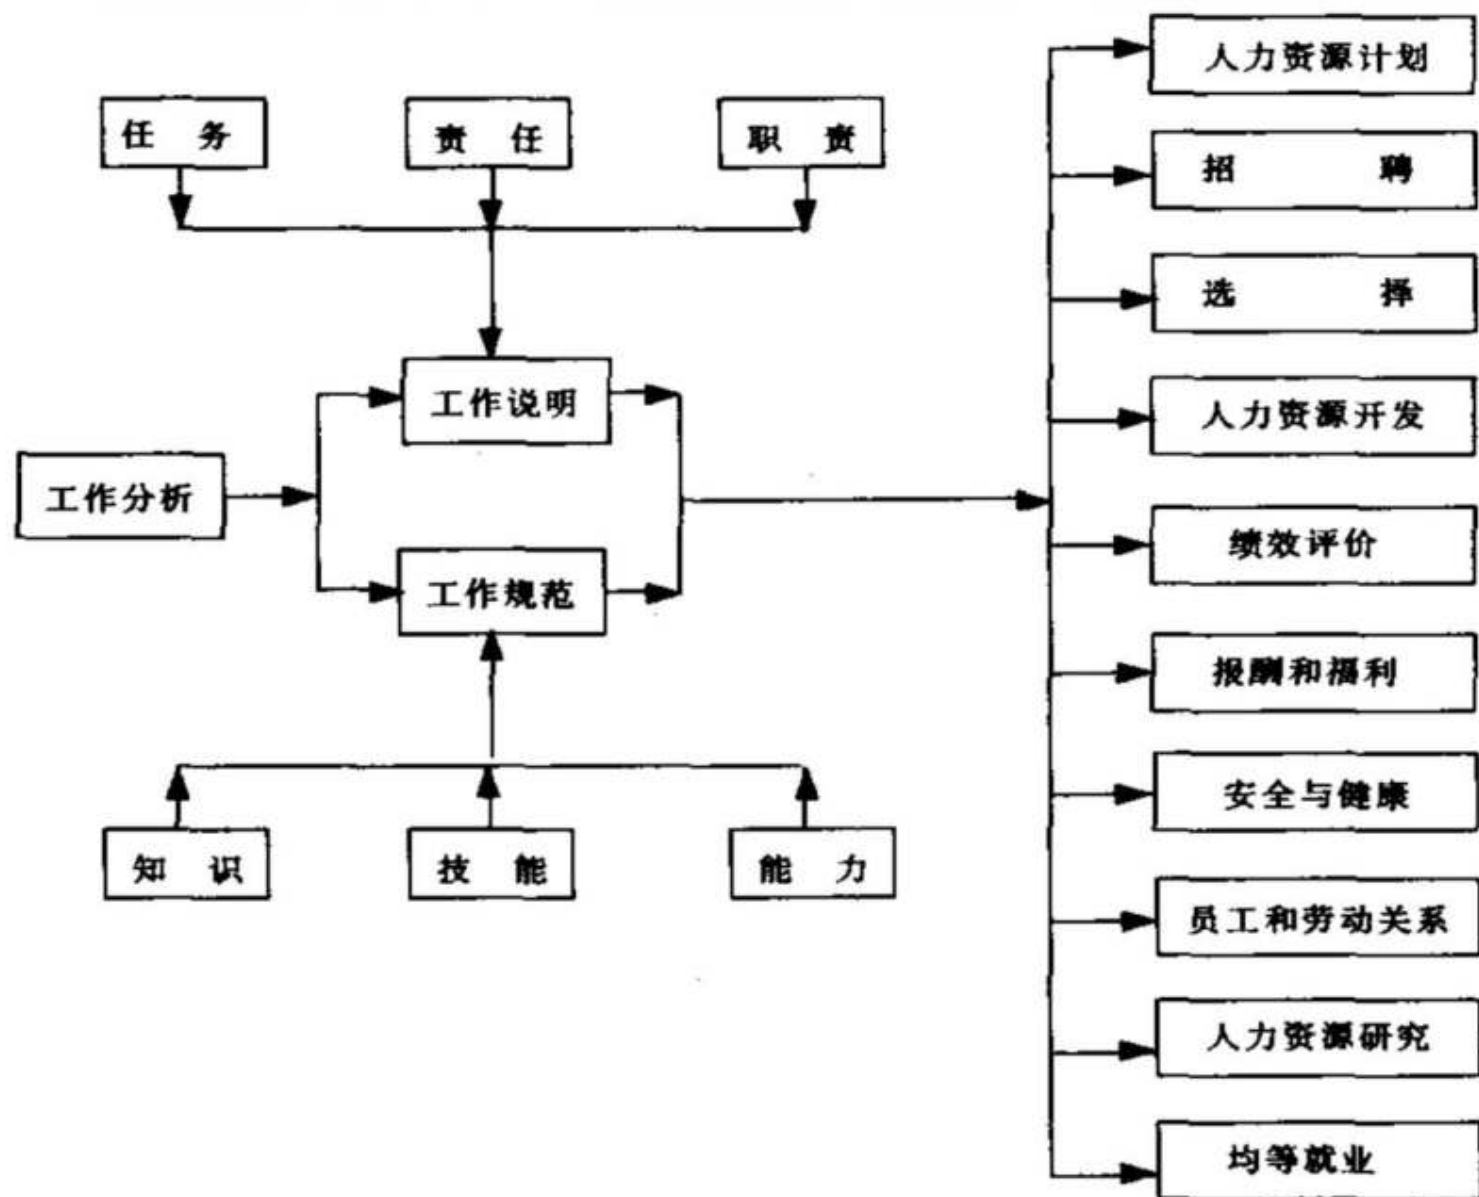 任务
责任
职责
工作说明
工作分析
工作规范
知识
技能
能力
人力资源计划
招聘
选择
人力资源开发
绩效评价
报酬和福利
安全与健康
员工和劳动关系
人力资源研究
均等就业